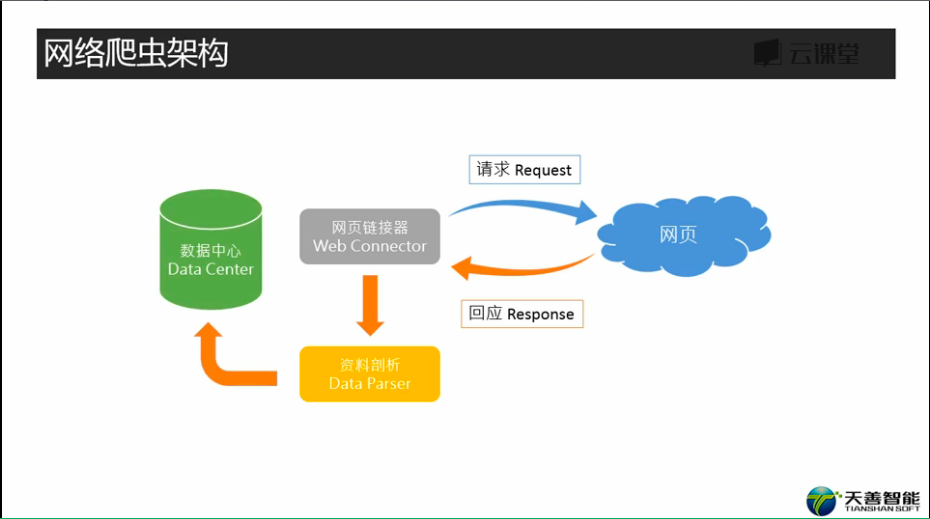 网络爬虫架构
云课堂
请求 Request
网页链接器
Web Connector
网页
数据中心
Data Center
回应 Response
资料剖析
Data Parser
天善智能
TIANSHAN SOFT